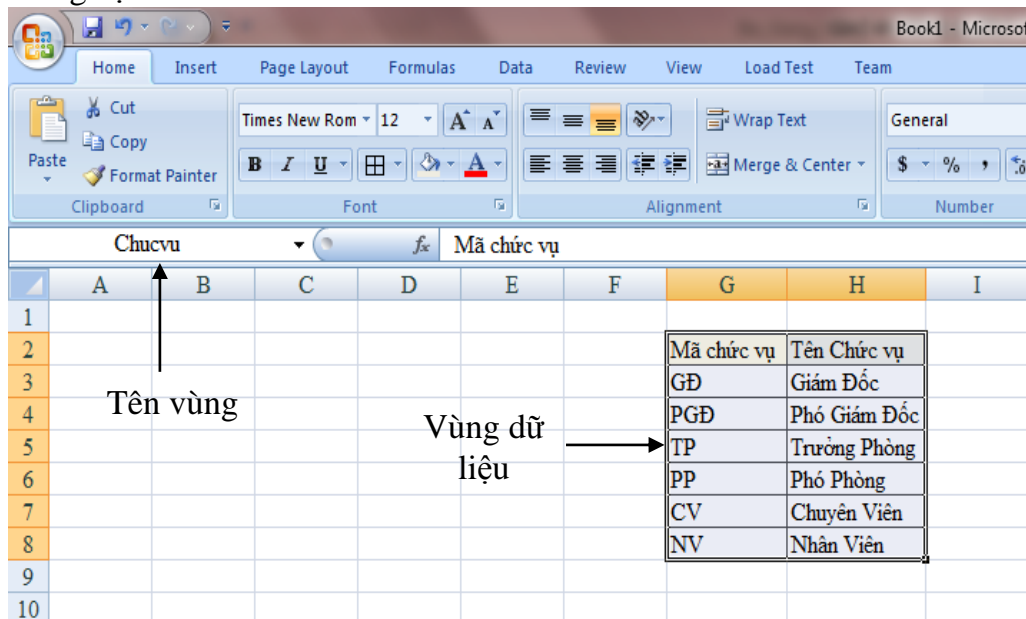 Book1 - Microsof
Home Insert Page Layout Formulas Data Review View Load Test Team
Cut
Copy
Format Painter
Paste
Clipboard
Times New Rom 12 A A
B I U A
Font
Wrap Text
Merge & Center
Alignment
General
$ % , .0
Number
Chucvu fx Mã chức vụ
A B C D E F G H I
1
2 Mã chức vụ Tên Chức vụ
3 GĐ Giám Đốc
4 PGĐ Phó Giám Đốc
5 TP Trưởng Phòng
6 PP Phó Phòng
7 CV Chuyên Viên
8 NV Nhân Viên
9
10
Tên vùng
Vùng dữ
liệu